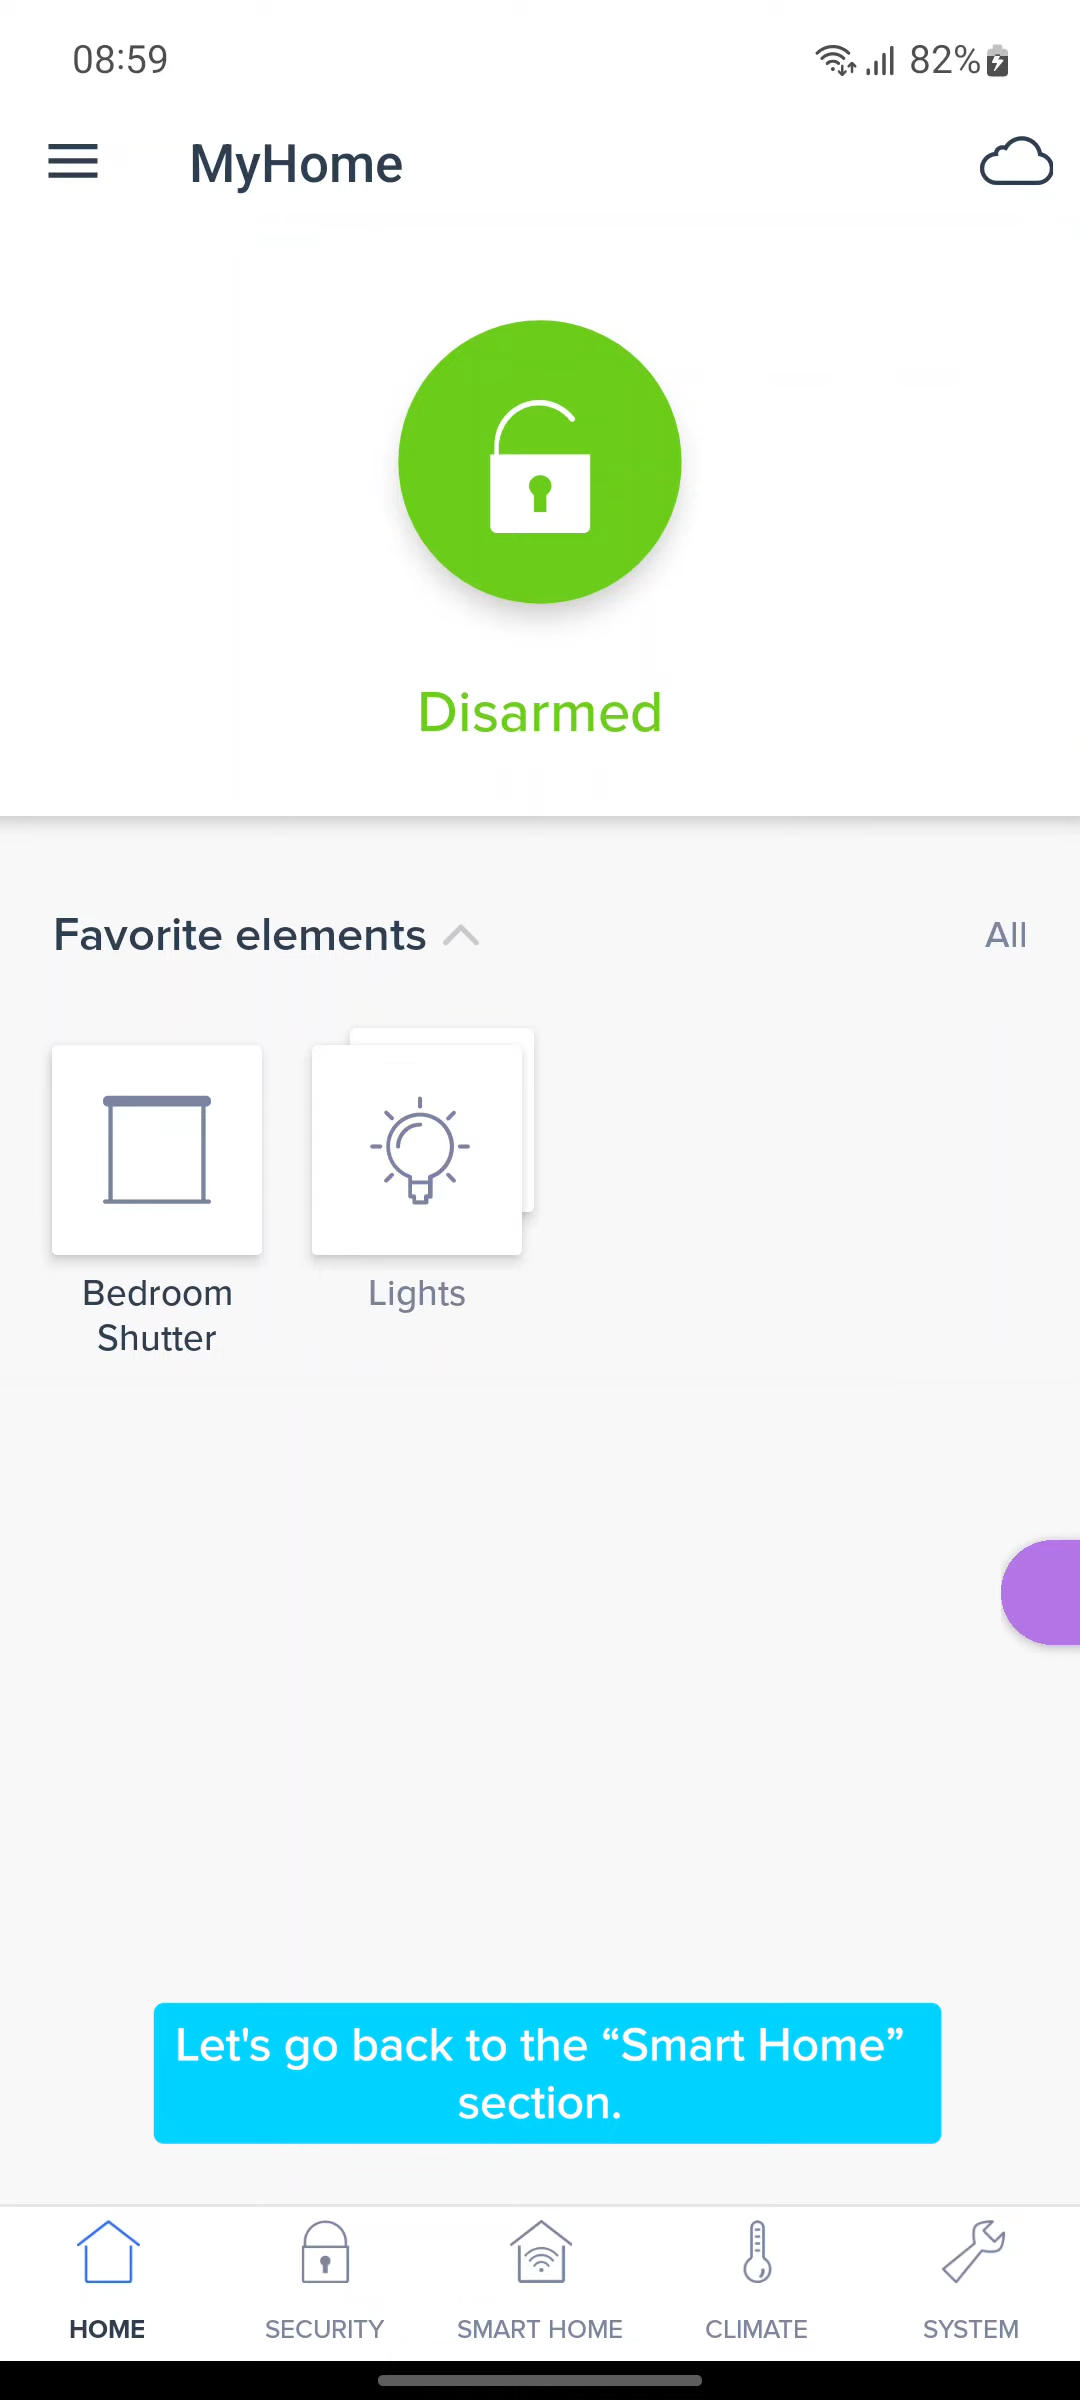 08:59
82%
MyHome
Disarmed
Favorite elements
All
Bedroom
Shutter
Lights
Let's go back to the “Smart Home”
section.
HOME
SECURITY
SMART HOME
CLIMATE
SYSTEM